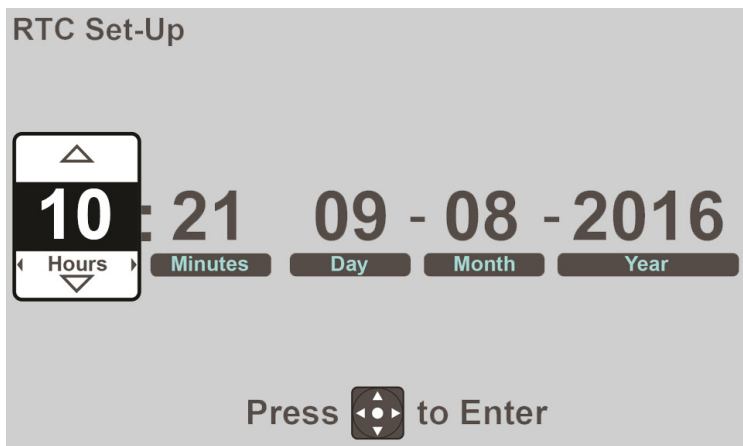 RTC Set-Up
10 : 21 09 - 08 - 2016
Hours Minutes Day Month Year
Press to Enter